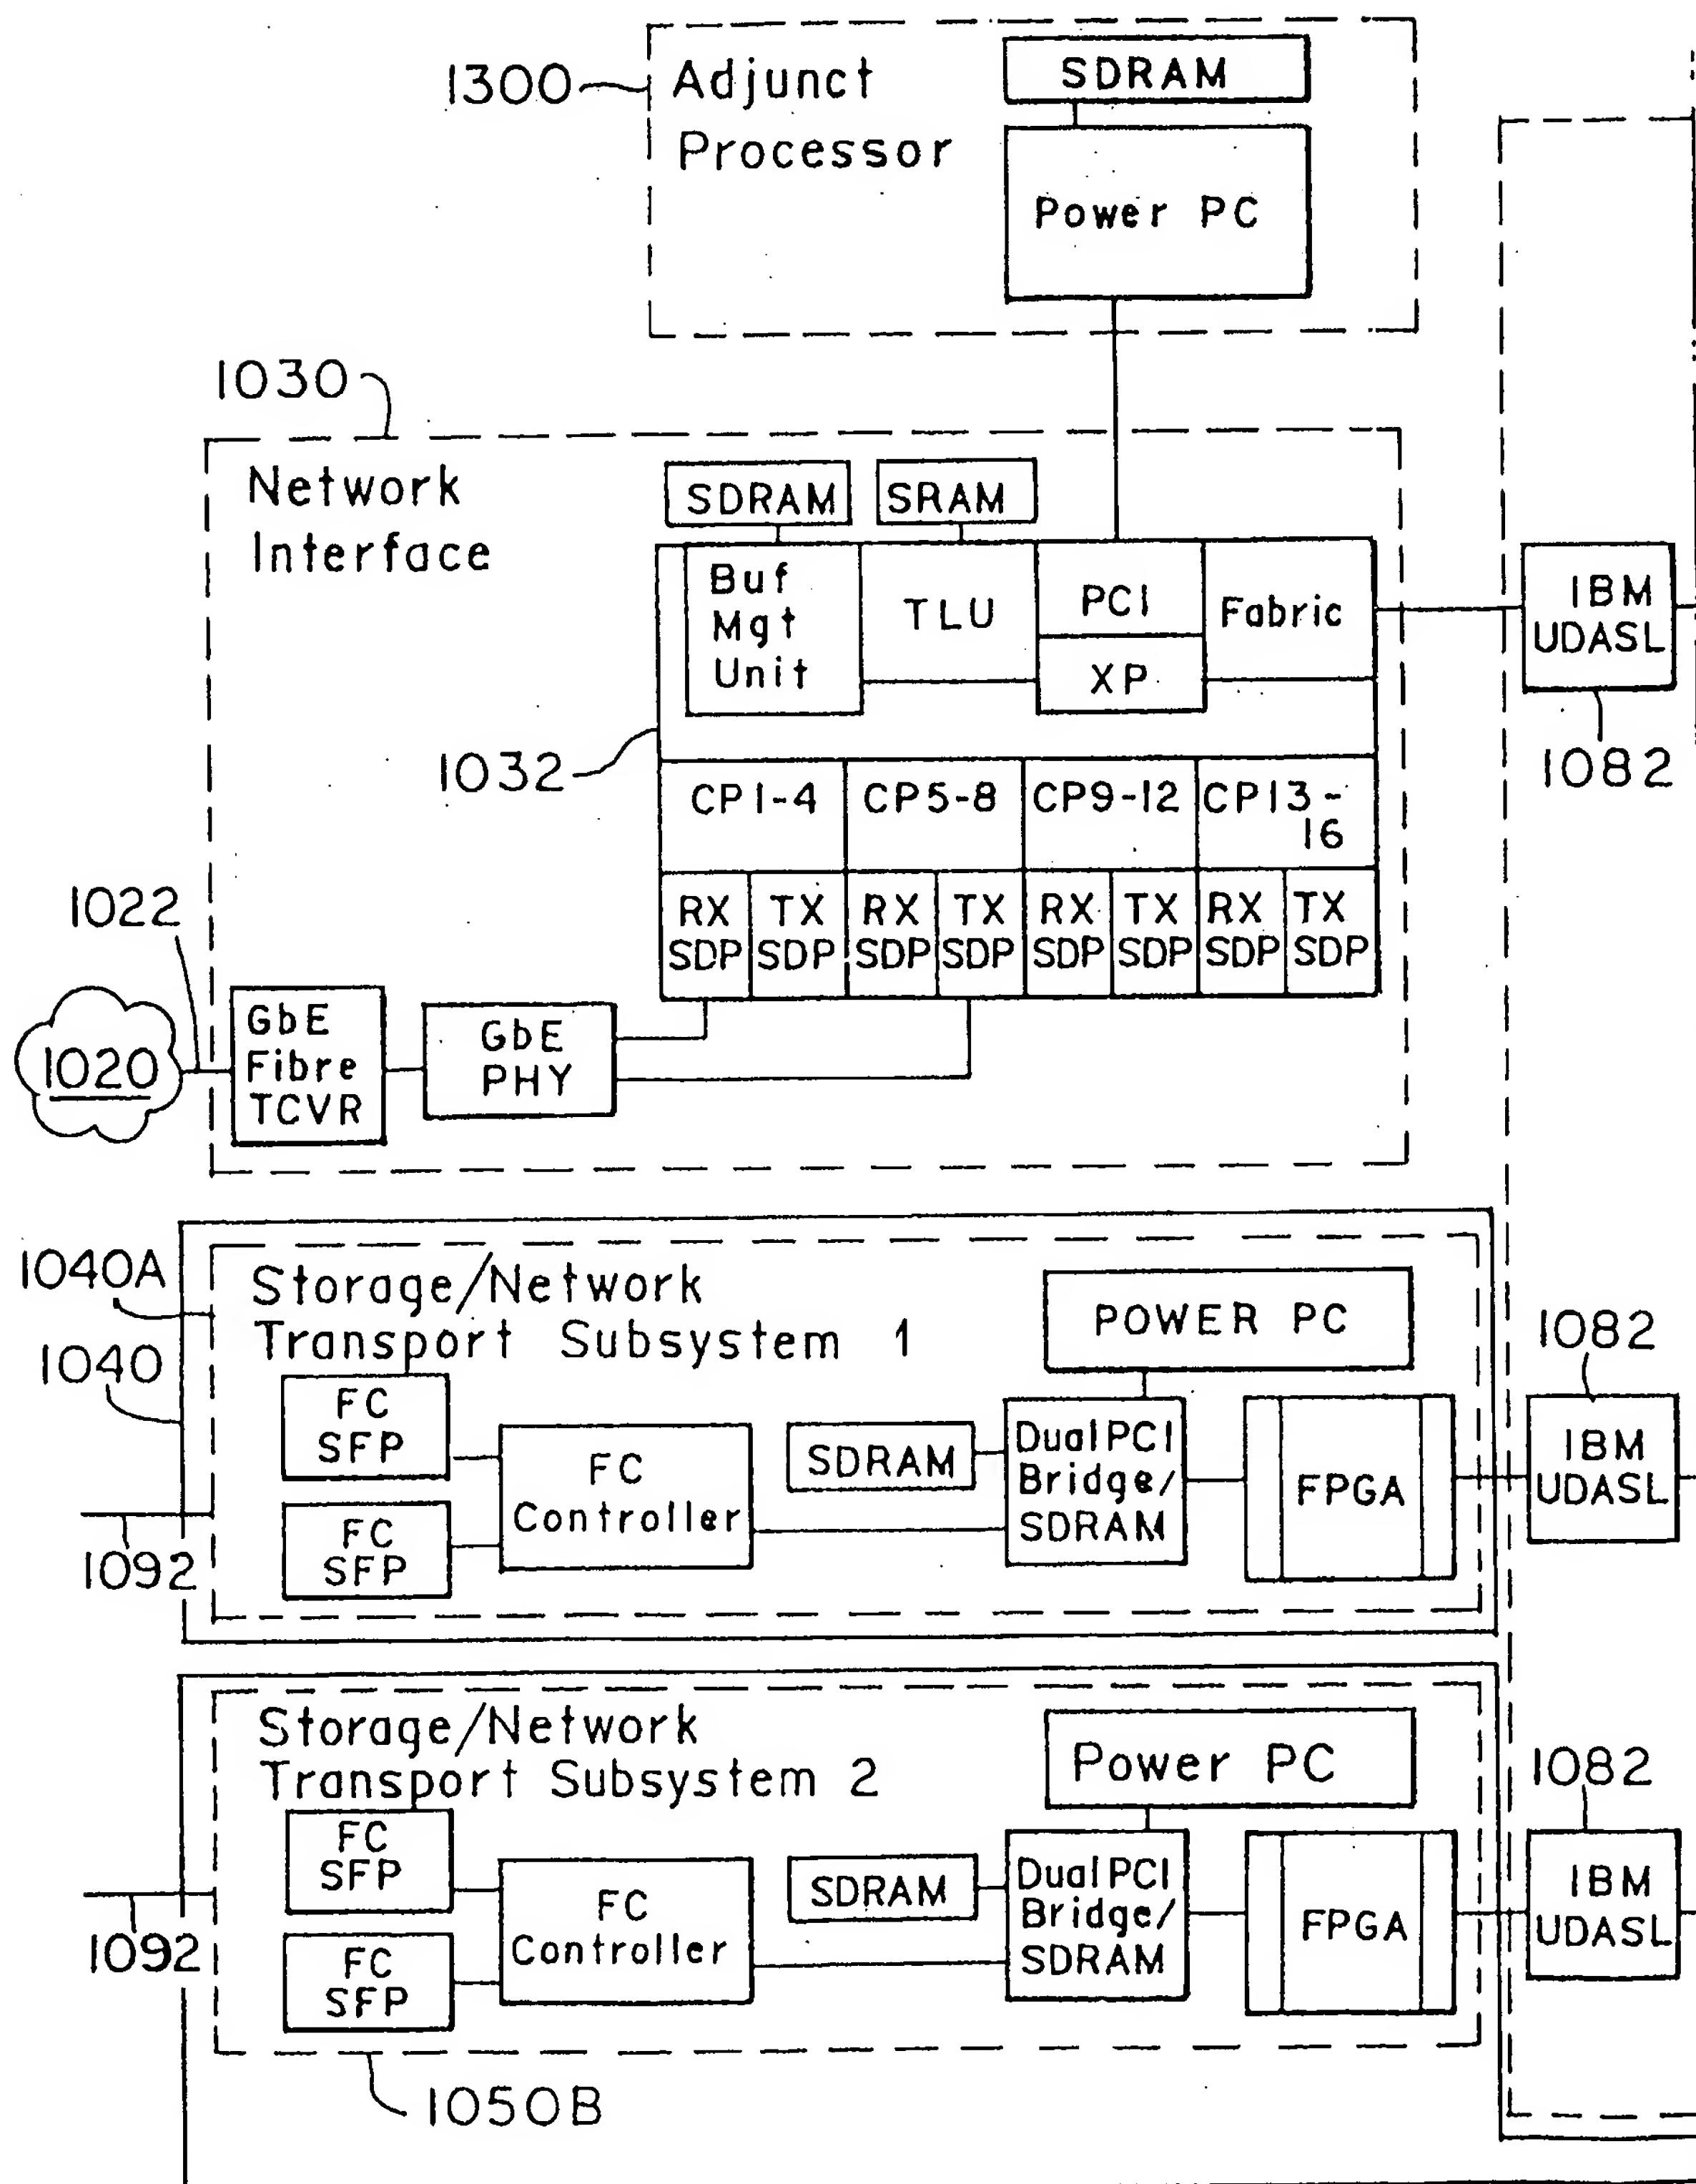 1300
Adjunct
Processor
SDRAM
Power PC
1030
Network
Interface
SDRAM
SRAM
Buf
Mgt
Unit
TLU
PCI
XP
Fabric
IBM
UDASL
1082
1032
CP1-4
CP5-8
CP9-12
CP13-
16
RX
SDP
TX
SDP
RX
SDP
TX
SDP
RX
SDP
TX
SDP
RX
SDP
TX
SDP
1022
1020
GbE
Fibre
TCVR
GbE
PHY
1040A
1040
Storage/Network
Transport Subsystem 1
POWER PC
FC
SFP
FC
SFP
FC
Controller
SDRAM
Dual PCI
Bridge/
SDRAM
FPGA
1082
IBM
UDASL
1092
Storage/Network
Transport Subsystem 2
Power PC
FC
SFP
FC
SFP
FC
Controller
SDRAM
Dual PCI
Bridge/
SDRAM
FPGA
1082
IBM
UDASL
1092
1050B